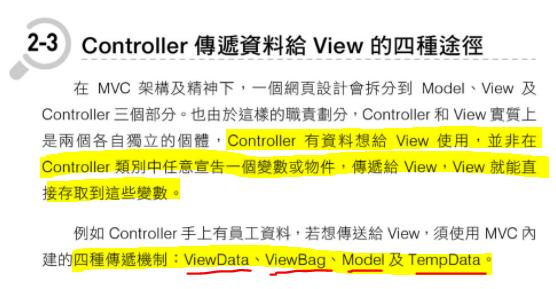 2-3 Controller 傳遞資料給 View 的四種途徑
在 MVC 架構及精神下，一個網頁設計會拆分到 Model、View 及
Controller 三個部分。也由於這樣的職責劃分，Controller 和 View 實質上
是兩個各自獨立的個體，Controller 有資料想給 View 使用，並非在
Controller 類別中任意宣告一個變數或物件，傳遞給 View，View 就能直
接存取到這些變數。
例如 Controller 手上有員工資料，若想傳送給 View，須使用 MVC 內
建的四種傳遞機制：ViewData、ViewBag、Model 及 TempData。